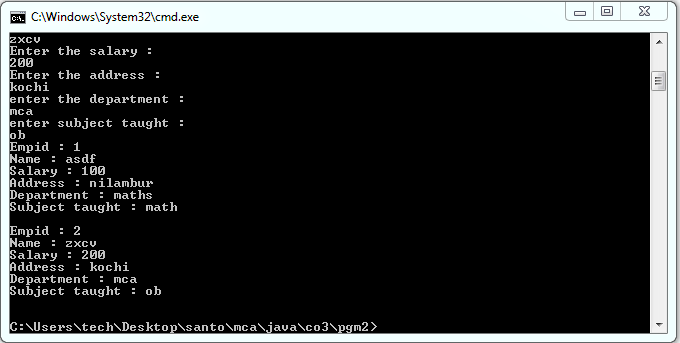 C:\Windows\System32\cmd.exe
zxcv
Enter the salary :
200
Enter the address :
kochi
enter the department :
mca
enter subject taught :
ob
Empid : 1
Name : asdf
Salary : 100
Address : nilambur
Department : maths
Subject taught : math
Empid : 2
Name : zxcv
Salary : 200
Address : kochi
Department : mca
Subject taught : ob
C:\Users\tech\Desktop\santo\mca\java\co3\pgm2>